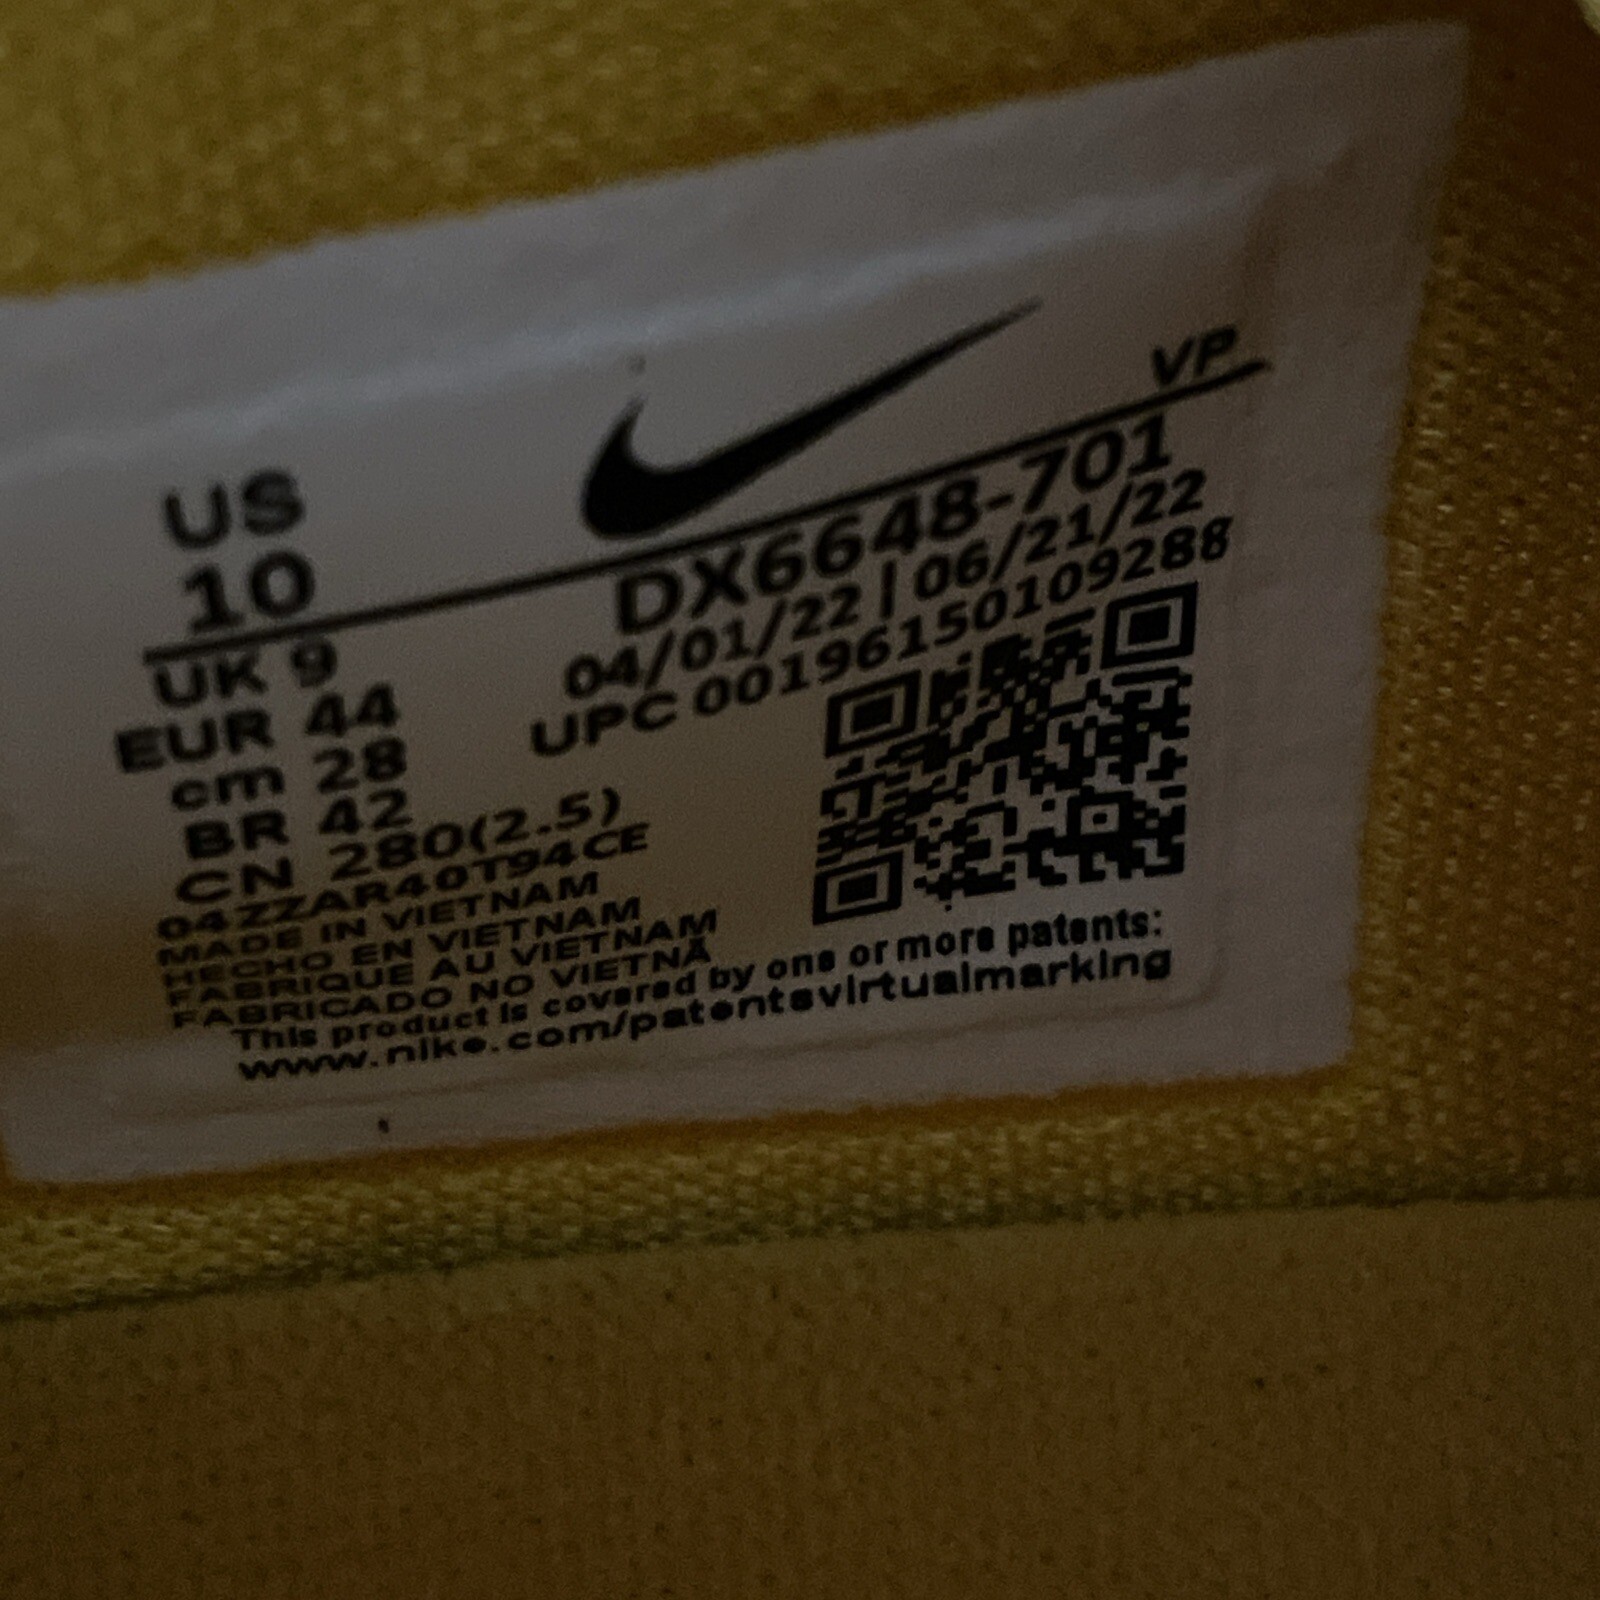 US
10
VP
UK 9
EUR 44
cm 28
BR 42
CN 280(2.5)
DX6648-701
04/01/22 | 06/21/22
UPC 00196150109288
04ZZAR40T94CE
MADE IN VIETNAM
HECHO EN VIETNAM
FABRIQUE AU VIETNAM
FABRICADO NO VIETNÃ
This product is covered by one or more patents:
www.nike.com/patentsvirtualmarking